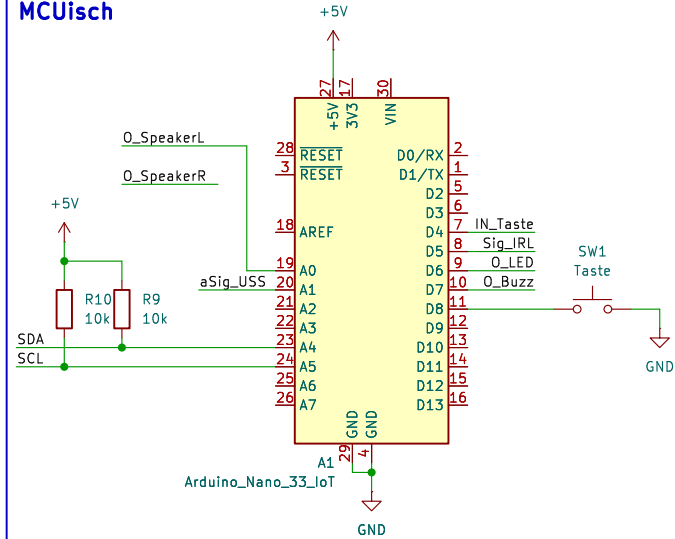 MCUisch
+5V
27
17
30
+5V
3V3
VIN
O_SpeakerL
28
RESET
D0/RX
2
3
RESET
D1/TX
1
O_SpeakerR
D2
5
D3
6
+5V
18
AREF
D4
7
IN_Taste
D5
8
Sig_IRL
SW1
Taste
19
A0
D6
9
O_LED
aSig_USS
20
A1
D7
10
O_Buzz
R10
10k
R9
10k
21
A2
D8
11
22
A3
D9
12
SDA
23
A4
D10
13
SCL
24
A5
D11
14
GND
25
A6
D12
15
26
A7
D13
16
GND
GND
29
4
A1
Arduino_Nano_33_IoT
GND